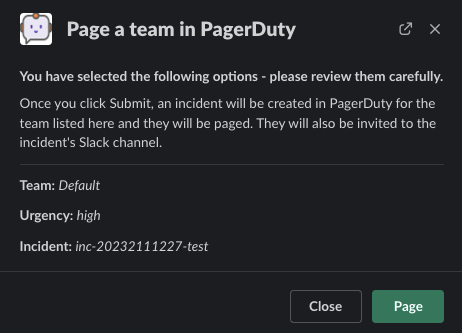 Page a team in PagerDuty
You have selected the following options - please review them carefully.
Once you click Submit, an incident will be created in PagerDuty for the
team listed here and they will be paged. They will also be invited to the
incident's Slack channel.
Team: Default
Urgency: high
Incident: inc-20232111227-test
Close
Page